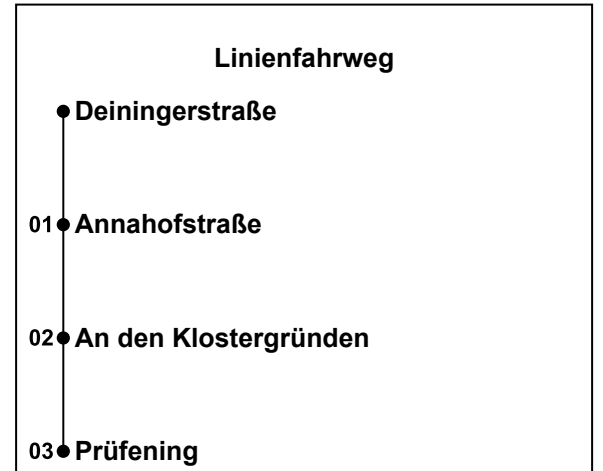 Linienfahrweg
Deiningerstraße
01 Annahofstraße
02 An den Klostergründen
03 Prüfening